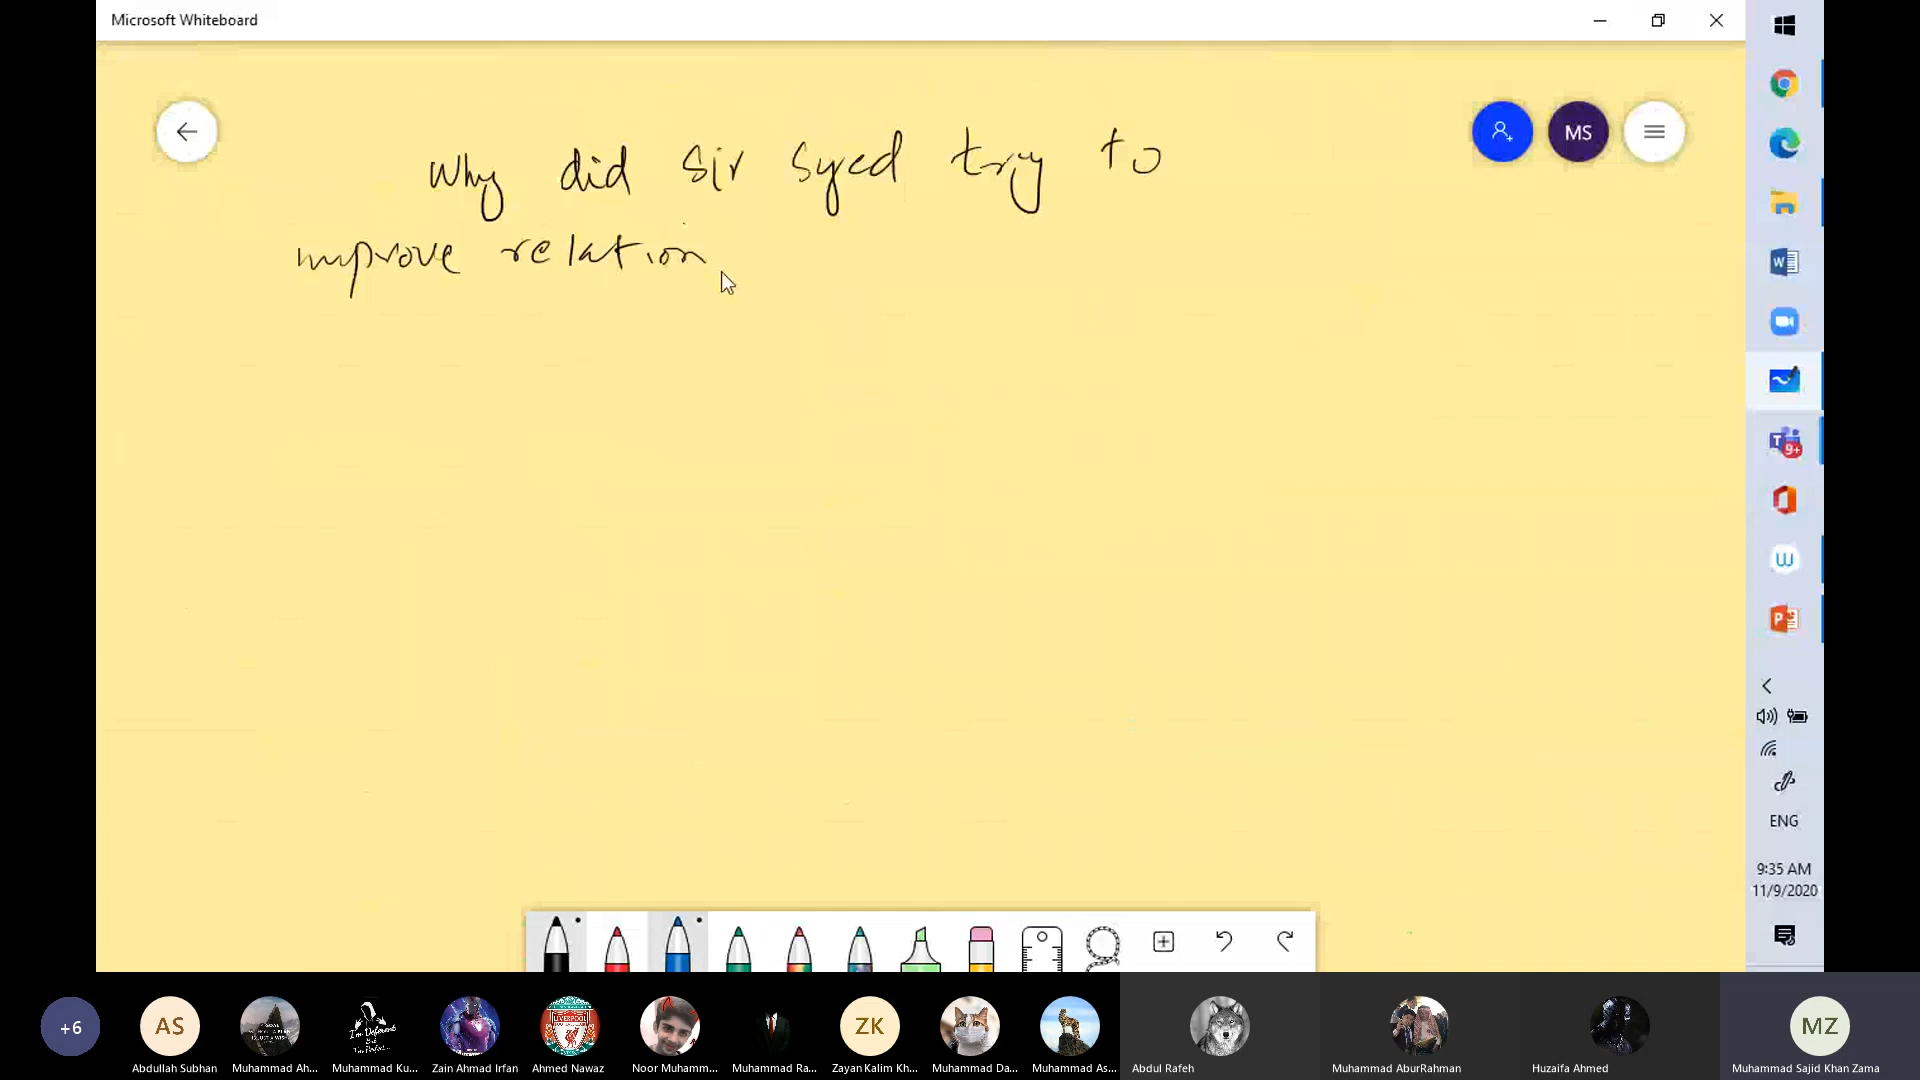 Microsoft Whiteboard
MS
Why did Sir Syed try to
improve relation
9+
ENG
9:35 AM
11/9/2020
+6
AS
ZK
MZ
Abdullah Subhan
Muhammad Ah...
Muhammad Ku...
Zain Ahmad Irfan
Ahmed Nawaz
Noor Muhamm...
Muhammad Ra...
Zayan Kalim Kh...
Muhammad Da...
Muhammad As...
Abdul Rafeh
Muhammad AburRahman
Huzaifa Ahmed
Muhammad Sajid Khan Zama